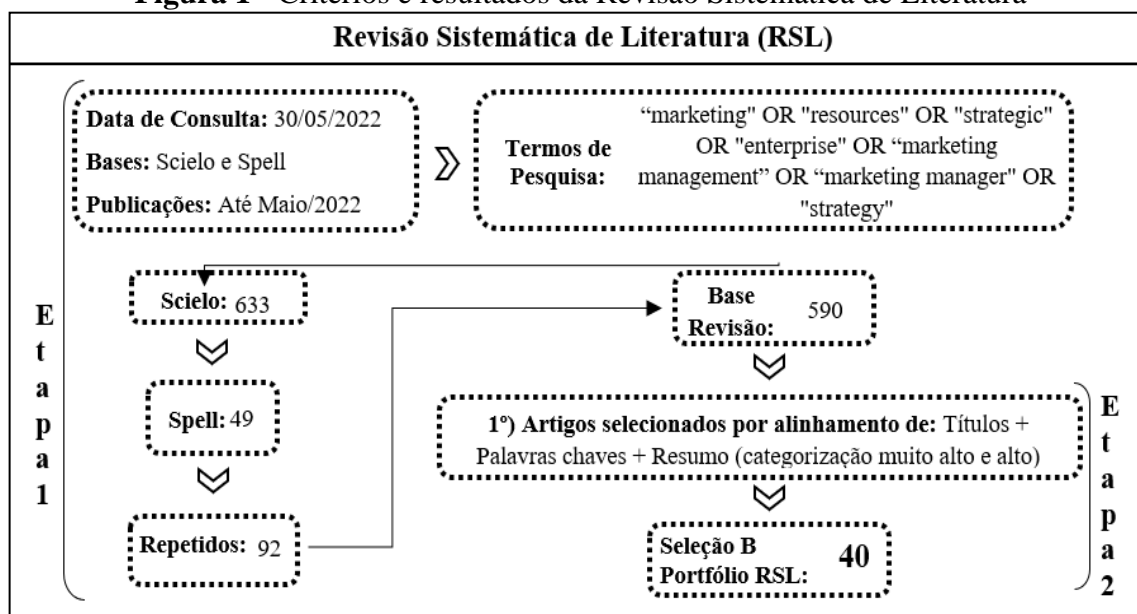 Figura 1 - Critérios e resultados da Revisão Sistemática de Literatura
Revisão Sistemática de Literatura (RSL)
Data de Consulta: 30/05/2022
Bases: Scielo e Spell
Publicações: Até Maio/2022
Termos de
Pesquisa:
“marketing" OR "resources" OR "strategic"
OR "enterprise" OR “marketing
management” OR “marketing manager" OR
"strategy"
Etapa1
Scielo: 633
Spell: 49
Repetidos: 92
Base
Revisão: 590
1º) Artigos selecionados por alinhamento de: Títulos +
Palavras chaves + Resumo (categorização muito alto e alto)
Seleção B
Portfólio RSL: 40
Etapa2